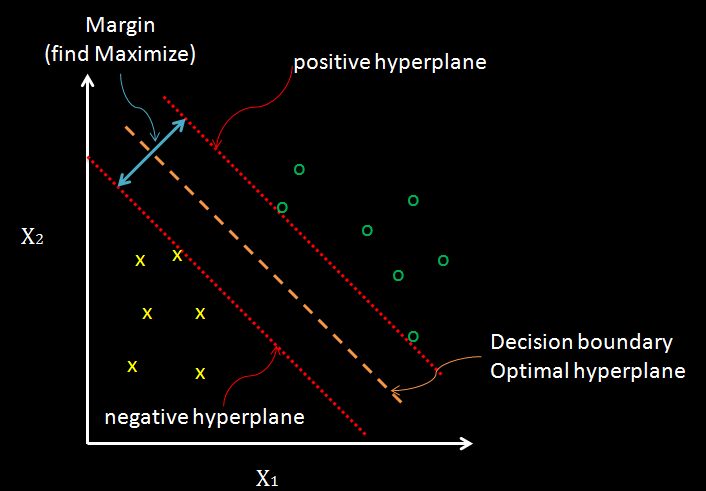 Margin
(find Maximize)
positive hyperplane
X2
x x
x x
x x
o
o
o
o
o
o
o
Decision boundary
Optimal hyperplane
negative hyperplane
X1